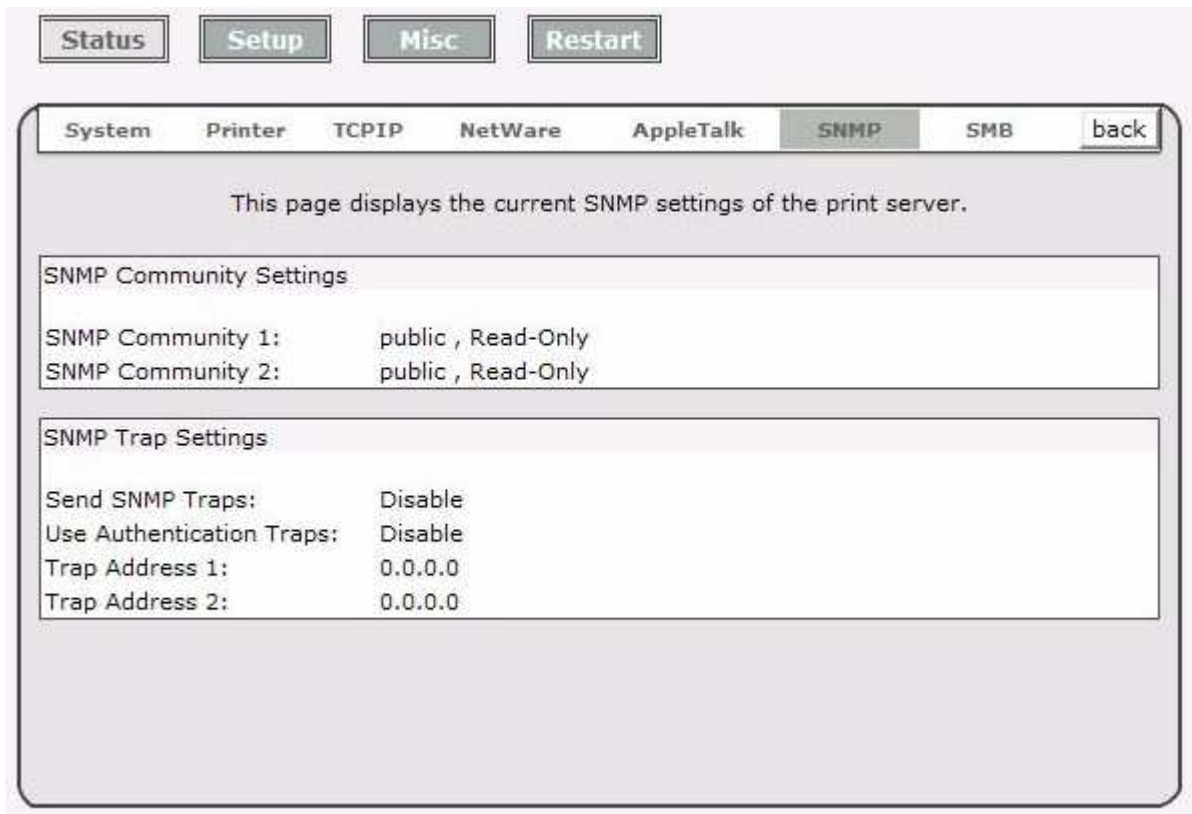 Status Setup Misc Restart
System Printer TCPIP NetWare AppleTalk SNMP SMB back
This page displays the current SNMP settings of the print server.
SNMP Community Settings
SNMP Community 1: public , Read-Only
SNMP Community 2: public , Read-Only
SNMP Trap Settings
Send SNMP Traps: Disable
Use Authentication Traps: Disable
Trap Address 1: 0.0.0.0
Trap Address 2: 0.0.0.0